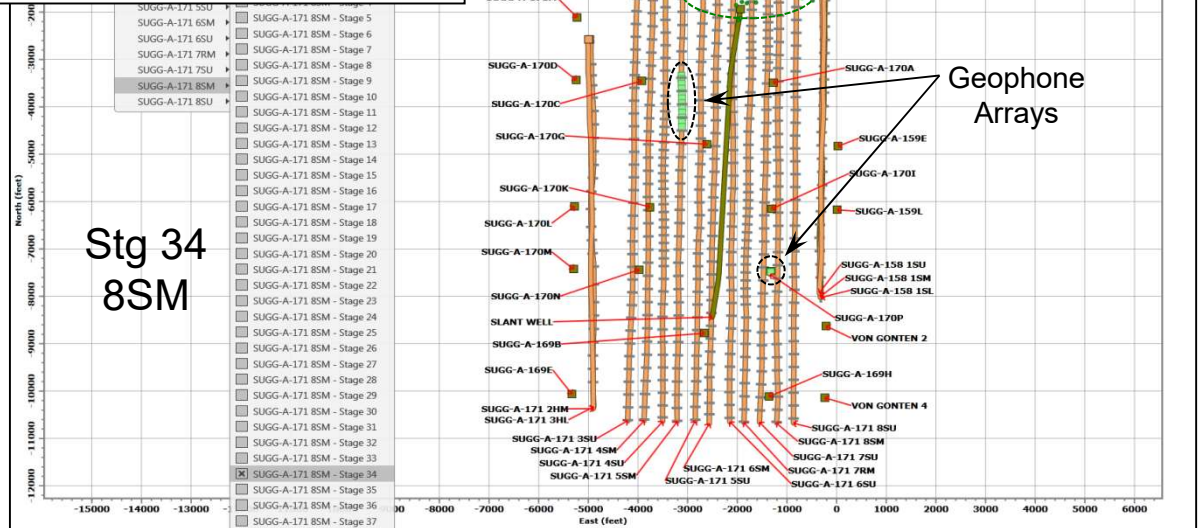 SUGG-A-171 5SU
SUGG-A-171 6SM
SUGG-A-171 6SU
SUGG-A-171 7RM
SUGG-A-171 7SU
SUGG-A-171 8SM
SUGG-A-171 8SU
SUGG-A-171 8SM - Stage 5
SUGG-A-171 8SM - Stage 6
SUGG-A-171 8SM - Stage 7
SUGG-A-171 8SM - Stage 8
SUGG-A-171 8SM - Stage 9
SUGG-A-171 8SM - Stage 10
SUGG-A-171 8SM - Stage 11
SUGG-A-171 8SM - Stage 12
SUGG-A-171 8SM - Stage 13
SUGG-A-171 8SM - Stage 14
SUGG-A-171 8SM - Stage 15
SUGG-A-171 8SM - Stage 16
SUGG-A-171 8SM - Stage 17
SUGG-A-171 8SM - Stage 18
SUGG-A-171 8SM - Stage 19
SUGG-A-171 8SM - Stage 20
SUGG-A-171 8SM - Stage 21
SUGG-A-171 8SM - Stage 22
SUGG-A-171 8SM - Stage 23
SUGG-A-171 8SM - Stage 24
SUGG-A-171 8SM - Stage 25
SUGG-A-171 8SM - Stage 26
SUGG-A-171 8SM - Stage 27
SUGG-A-171 8SM - Stage 28
SUGG-A-171 8SM - Stage 29
SUGG-A-171 8SM - Stage 30
SUGG-A-171 8SM - Stage 31
SUGG-A-171 8SM - Stage 32
SUGG-A-171 8SM - Stage 33
SUGG-A-171 8SM - Stage 34
SUGG-A-171 8SM - Stage 35
SUGG-A-171 8SM - Stage 36
SUGG-A-171 8SM - Stage 37
Stg 34
8SM
Geophone
Arrays
SUGG-A-170D
SUGG-A-170C
SUGG-A-170G
SUGG-A-170K
SUGG-A-170L
SUGG-A-170M
SUGG-A-170N
SLANT WELL
SUGG-A-169B
SUGG-A-169E
SUGG-A-171 2HM
SUGG-A-171 3HL
SUGG-A-171 3SU
SUGG-A-171 4SM
SUGG-A-171 4SU
SUGG-A-171 5SM
SUGG-A-171 5SU
SUGG-A-171 6SM
SUGG-A-171 6SU
SUGG-A-171 7RM
SUGG-A-171 7SU
SUGG-A-171 8SM
SUGG-A-171 8SU
SUGG-A-170A
SUGG-A-159E
SUGG-A-170I
SUGG-A-159L
SUGG-A-158 1SU
SUGG-A-158 1SM
SUGG-A-158 1SL
SUGG-A-170P
VON GONTEN 2
SUGG-A-169H
VON GONTEN 4
North (feet)
-3000
-4000
-5000
-6000
-7000
-8000
-9000
-10000
-11000
-12000
-15000 -14000 -13000 -8000 -7000 -6000 -5000 -4000 -3000 -2000 -1000 0 1000 2000 3000 4000 5000 6000
East (feet)